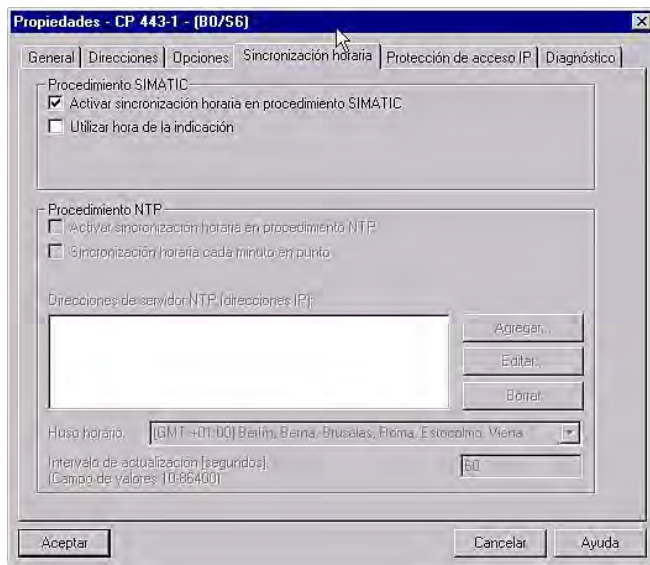 Propiedades - CP 443-1 - (B0/S6)
General Direcciones Opciones Sincronización horaria Protección de acceso IP Diagnóstico
Procedimiento SIMATIC
Activar sincronización horaria en procedimiento SIMATIC
Utilizar hora de la indicación
Procedimiento NTP
Activar sincronización horaria en procedimiento NTP
Sincronización horaria cada minuto en punto
Direcciones de servidor NTP (direcciones IP):
Agregar...
Editar...
Borrar
Huso horario: (GMT +01:00) Berlín, Berna, Bruselas, Roma, Estocolmo, Viena
Intervalo de actualización [segundos]: 60
(Campo de valores 10-86400)
Aceptar Cancelar Ayuda